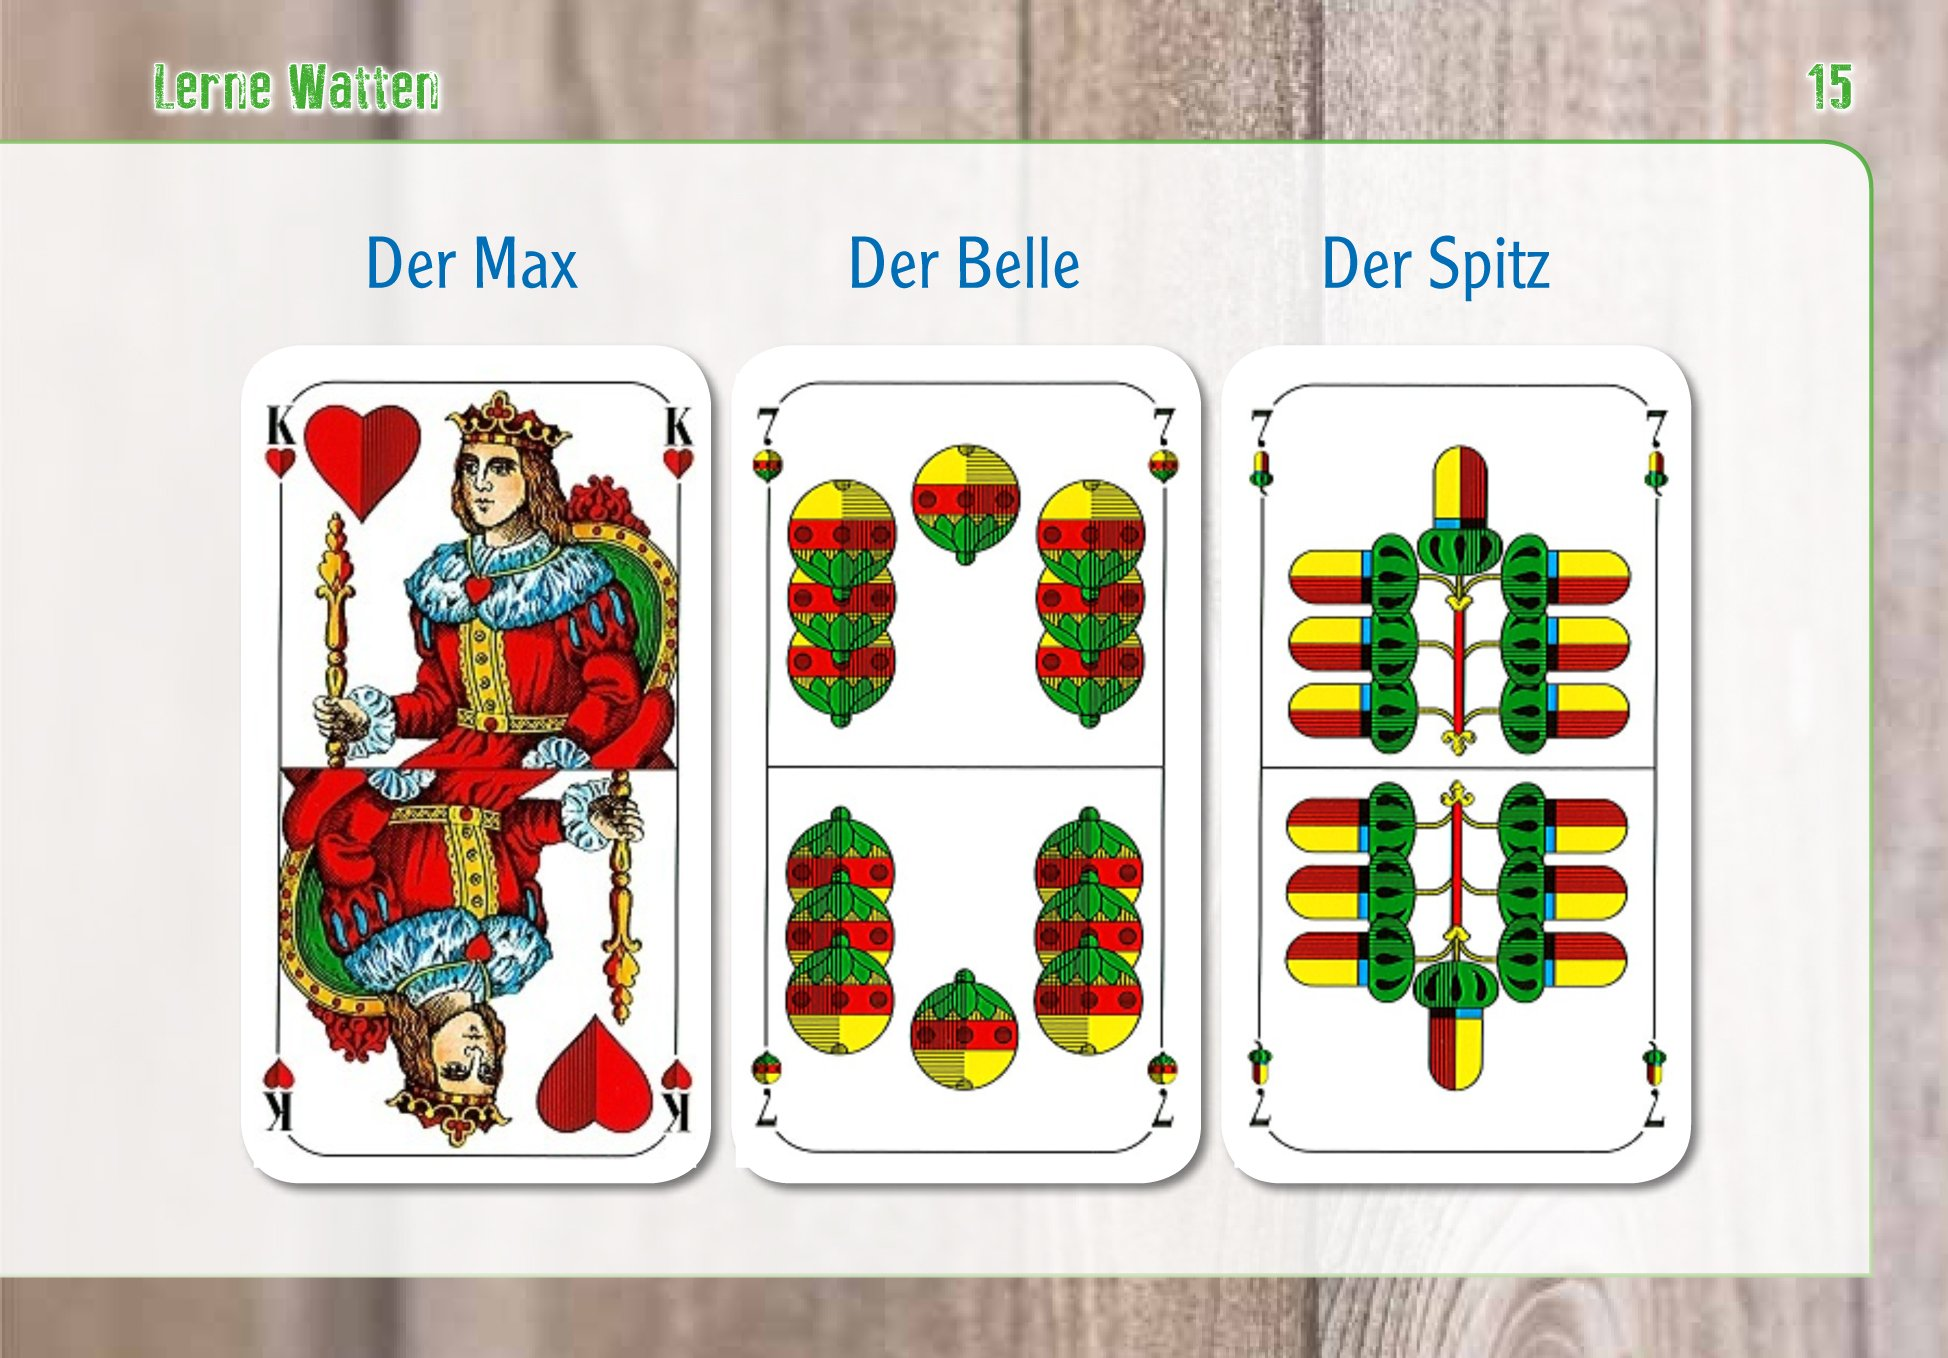 Lerne Watten
15
Der Max
Der Belle
Der Spitz
K K
7 7
7 7
K K
7 7
7 7